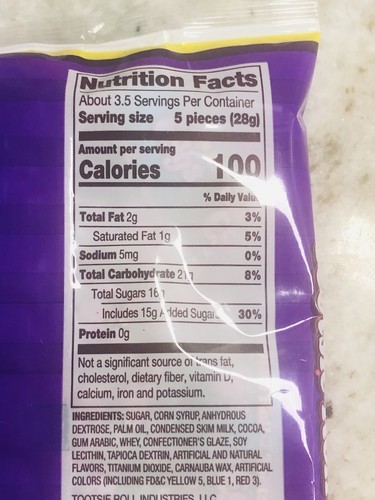 Nutrition Facts
About 3.5 Servings Per Container
Serving size 5 pieces (28g)
Amount per serving
Calories 100
% Daily Value
Total Fat 2g 3%
Saturated Fat 1g 5%
Sodium 5mg 0%
Total Carbohydrate 21g 8%
Total Sugars 16g
Includes 15g Added Sugars 30%
Protein 0g
Not a significant source of trans fat,
cholesterol, dietary fiber, vitamin D,
calcium, iron and potassium.
INGREDIENTS: SUGAR, CORN SYRUP, ANHYDROUS
DEXTROSE, PALM OIL, CONDENSED SKIM MILK, COCOA,
GUM ARABIC, WHEY, CONFECTIONER'S GLAZE, SOY
LECITHIN, TAPIOCA DEXTRIN, ARTIFICIAL AND NATURAL
FLAVORS, TITANIUM DIOXIDE, CARNAUBA WAX, ARTIFICIAL
COLORS (INCLUDING FD&C YELLOW 5, BLUE 1, RED 3).
TOOTSIE ROLL INDUSTRIES, LLC